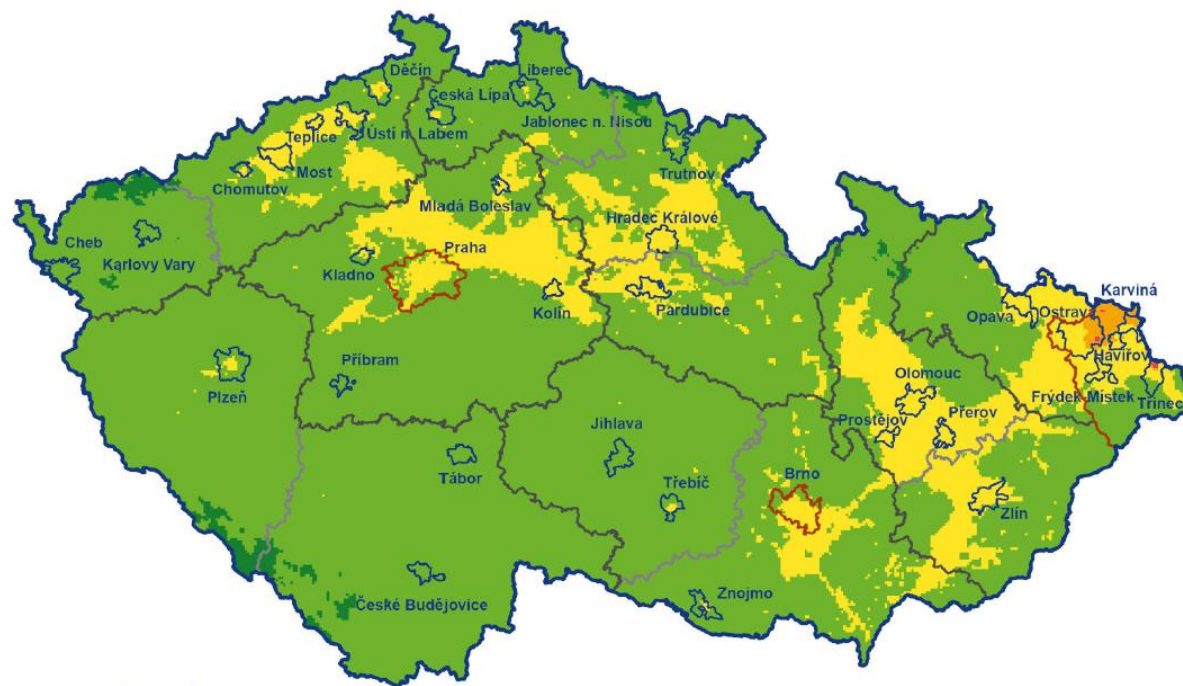 Děčín
Liberec
Česká Lípa
Jablonec n. Nisou
Teplice
Ústí n. Labem
Most
Chomutov
Trutnov
Mladá Boleslav
Hradec Králové
Cheb
Karlovy Vary
Praha
Kladno
Kolín
Pardubice
Karviná
Opava
Ostrava
Havířov
Příbram
Plzeň
Olomouc
Frýdek Místek
Třinec
Prostějov
Přerov
Jihlava
Tábor
Třebíč
Brno
Zlín
České Budějovice
Znojmo